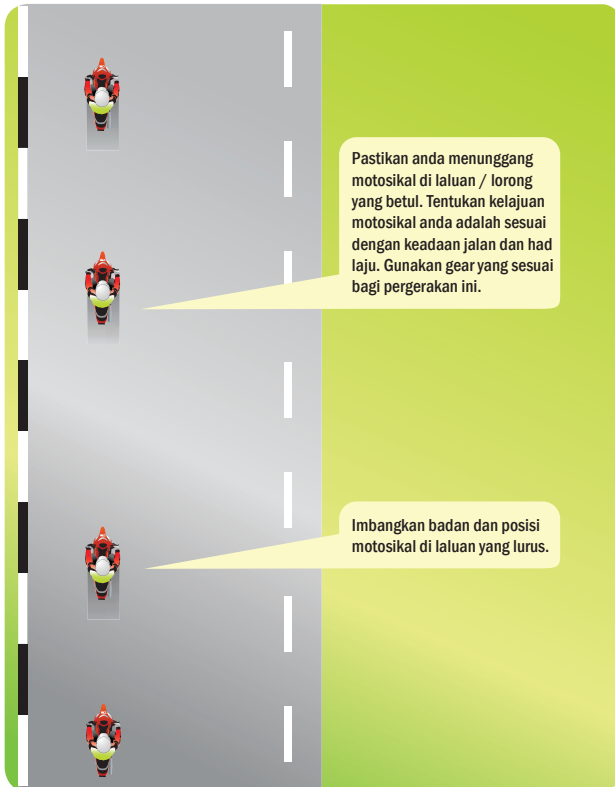 Pastikan anda menunggang
motosikal di laluan / lorong
yang betul. Tentukan kelajuan
motosikal anda adalah sesuai
dengan keadaan jalan dan had
laju. Gunakan gear yang sesuai
bagi pergerakan ini.
Imbangkan badan dan posisi
motosikal di laluan yang lurus.